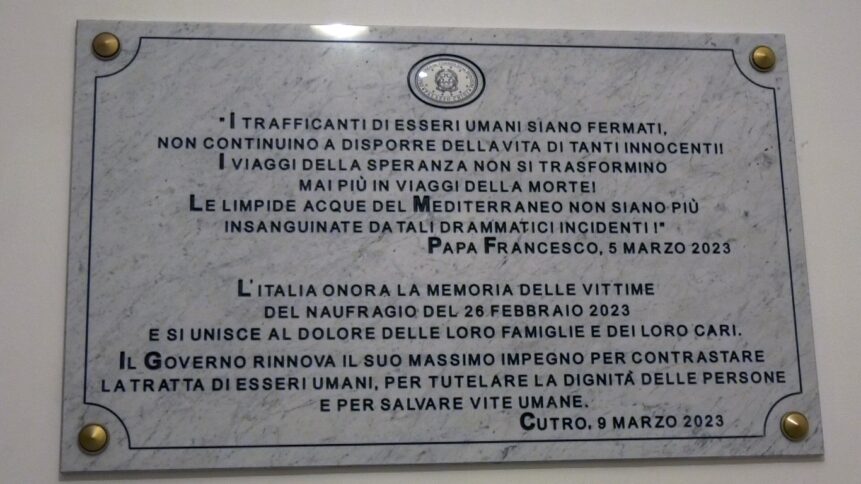 "I TRAFFICANTI DI ESSERI UMANI SIANO FERMATI,
NON CONTINUINO A DISPORRE DELLA VITA DI TANTI INNOCENTI!
I VIAGGI DELLA SPERANZA NON SI TRASFORMINO
MAI PIÙ IN VIAGGI DELLA MORTE!
LE LIMPIDE ACQUE DEL MEDITERRANEO NON SIANO PIÙ
INSANGUINATE DA TALI DRAMMATICI INCIDENTI !"
PAPA FRANCESCO, 5 MARZO 2023
L'ITALIA ONORA LA MEMORIA DELLE VITTIME
DEL NAUFRAGIO DEL 26 FEBBRAIO 2023
E SI UNISCE AL DOLORE DELLE LORO FAMIGLIE E DEI LORO CARI.
IL GOVERNO RINNOVA IL SUO MASSIMO IMPEGNO PER CONTRASTARE
LA TRATTA DI ESSERI UMANI, PER TUTELARE LA DIGNITÀ DELLE PERSONE
E PER SALVARE VITE UMANE.
CUTRO, 9 MARZO 2023